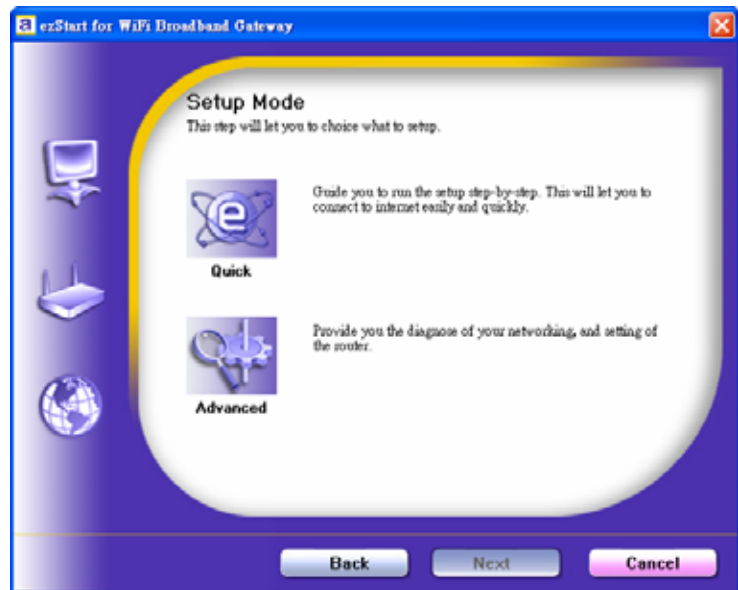 a ezStart for WiFi Broadband Gateway
Setup Mode
This step will let you to choice what to setup.
e
Guide you to run the setup step-by-step. This will let you to
connect to internet easily and quickly.
Quick
Provide you the diagnose of your networking, and setting of
the router.
Advanced
Back
Next
Cancel